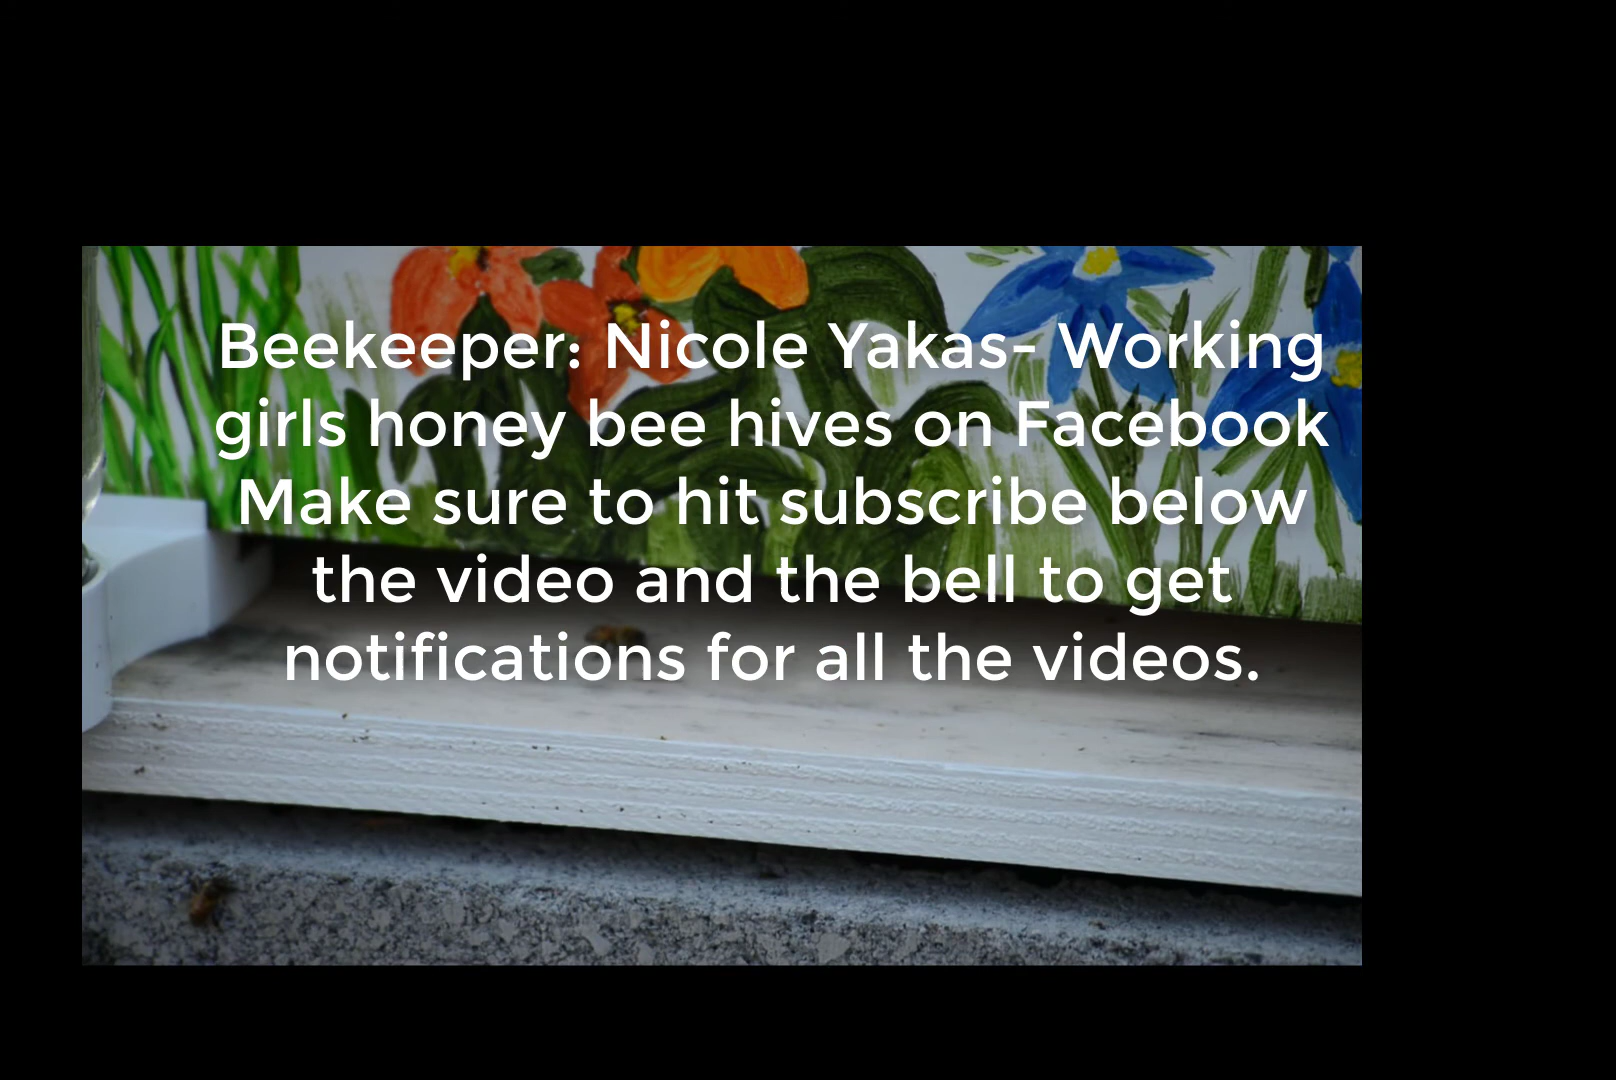 Beekeeper: Nicole Yakas- Working
girls honey bee hives on Facebook
Make sure to hit subscribe below
the video and the bell to get
notifications for all the videos.